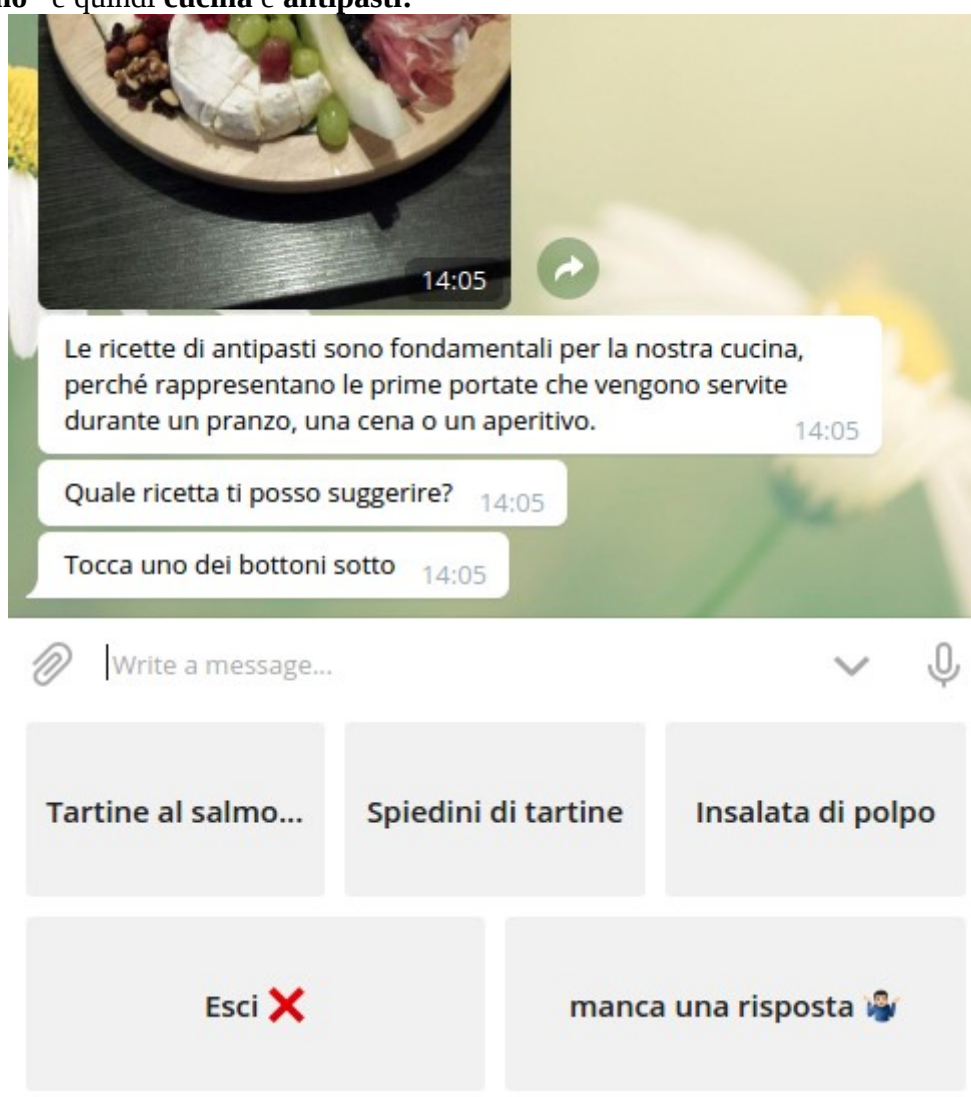 e quindi cucina e antipasti.
14:05
Le ricette di antipasti sono fondamentali per la nostra cucina,
perché rappresentano le prime portate che vengono servite
durante un pranzo, una cena o un aperitivo.
14:05
Quale ricetta ti posso suggerire? 14:05
Tocca uno dei bottoni sotto 14:05
Write a message...
Tartine al salmo... Spiedini di tartine Insalata di polpo
Esci ❌ manca una risposta 🤷🏻‍♂️